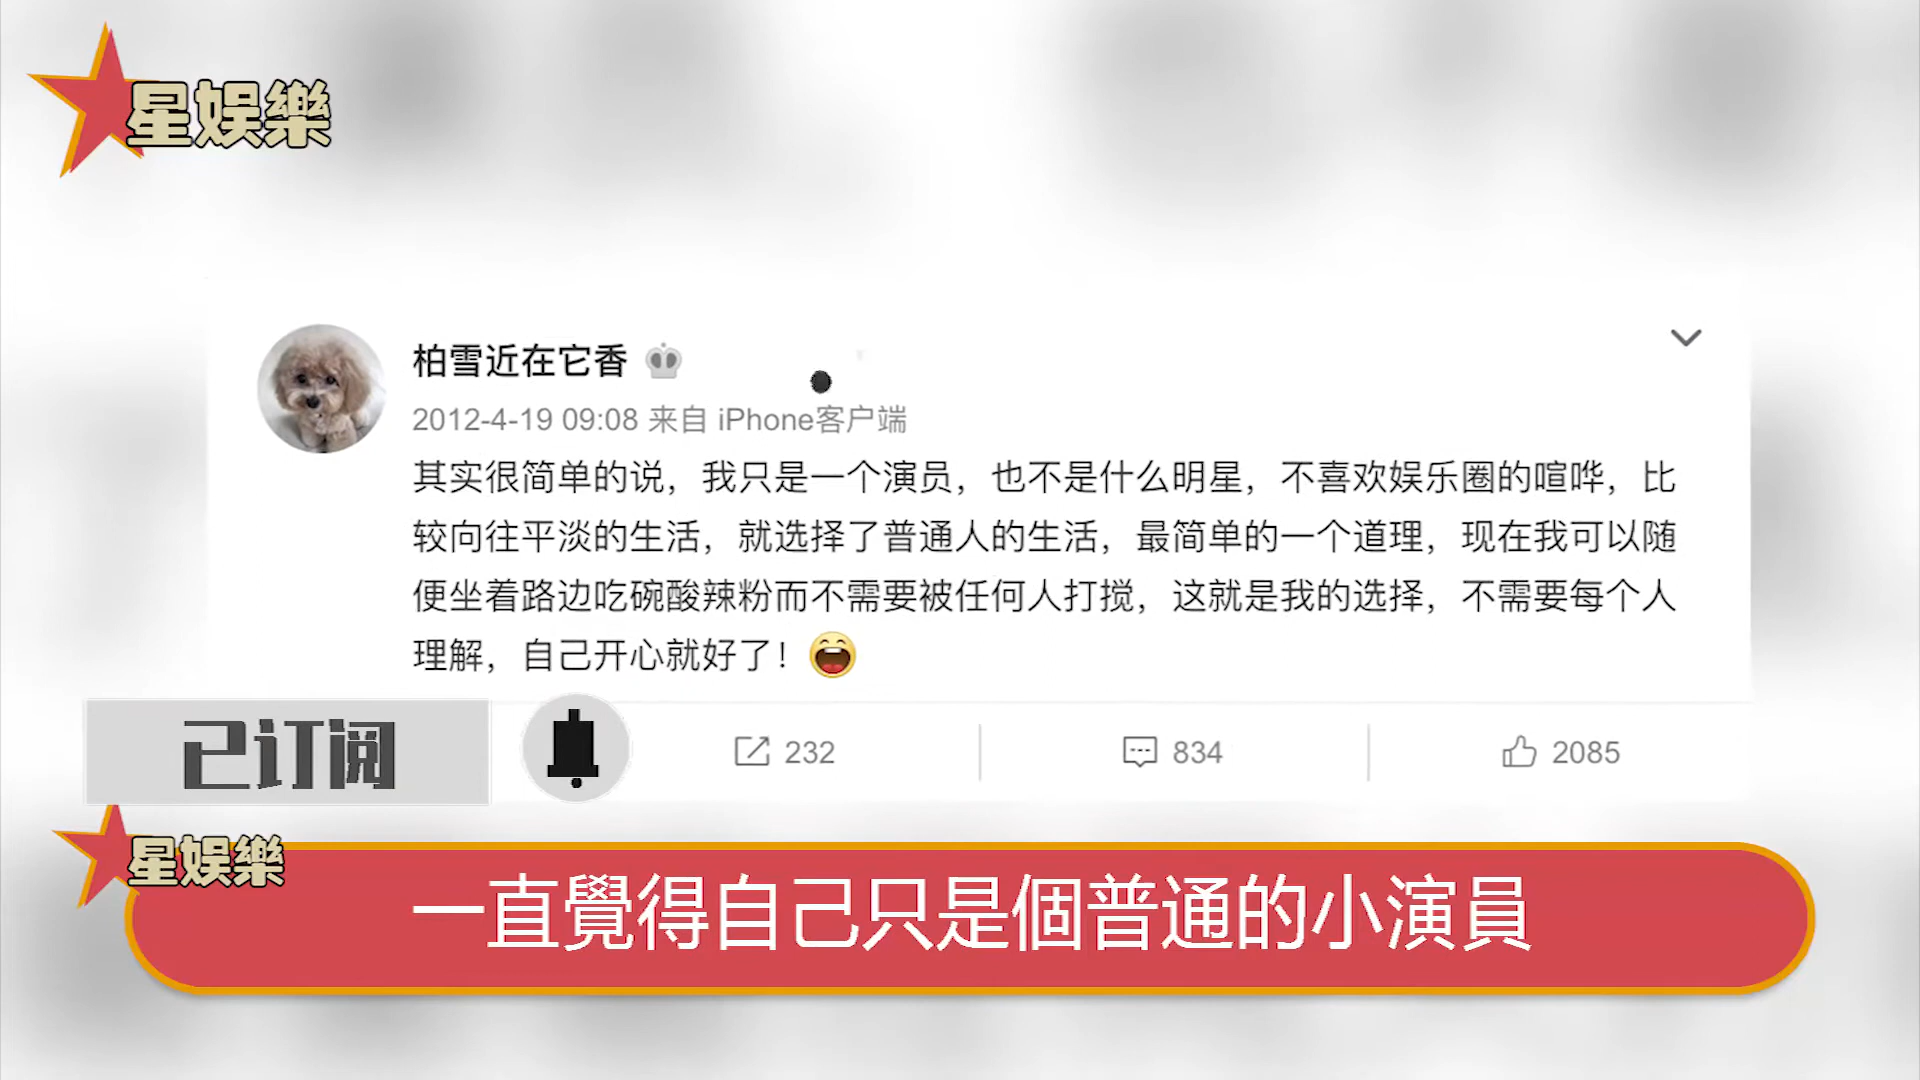 星娱樂
柏雪近在它香
2012-4-19 09:08 来自 iPhone客户端
其实很简单的说，我只是一个演员，也不是什么明星，不喜欢娱乐圈的喧哗，比
较向往平淡的生活，就选择了普通人的生活，最简单的一个道理，现在我可以随
便坐着路边吃碗酸辣粉而不需要被任何人打搅，这就是我的选择，不需要每个人
理解，自己开心就好了！
已订阅
232
834
2085
星娱樂
一直覺得自己只是個普通的小演員